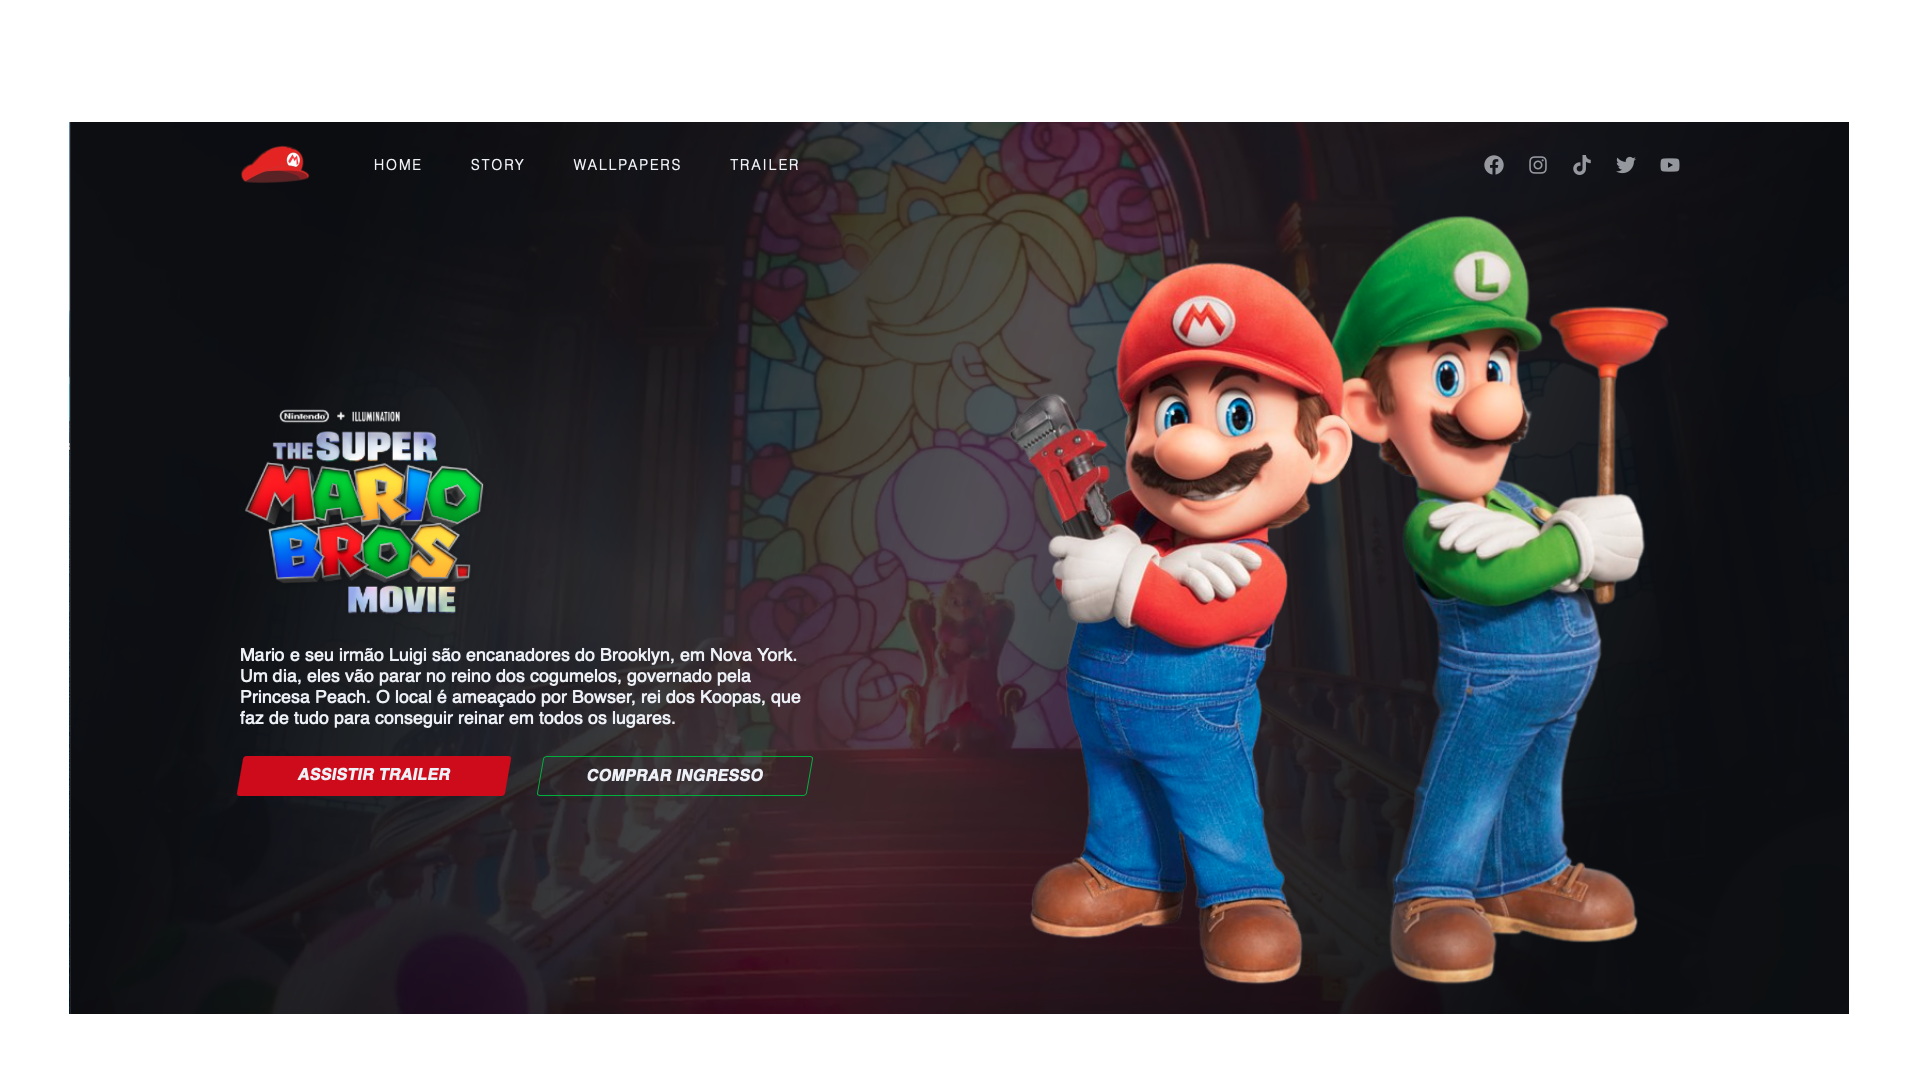 HOME STORY WALLPAPERS TRAILER
M
L
M
Nintendo + ILLUMINATION
THE SUPER
MARIO
BROS.
MOVIE
Mario e seu irmão Luigi são encanadores do Brooklyn, em Nova York.
Um dia, eles vão parar no reino dos cogumelos, governado pela
Princesa Peach. O local é ameaçado por Bowser, rei dos Koopas, que
faz de tudo para conseguir reinar em todos os lugares.
ASSISTIR TRAILER
COMPRAR INGRESSO